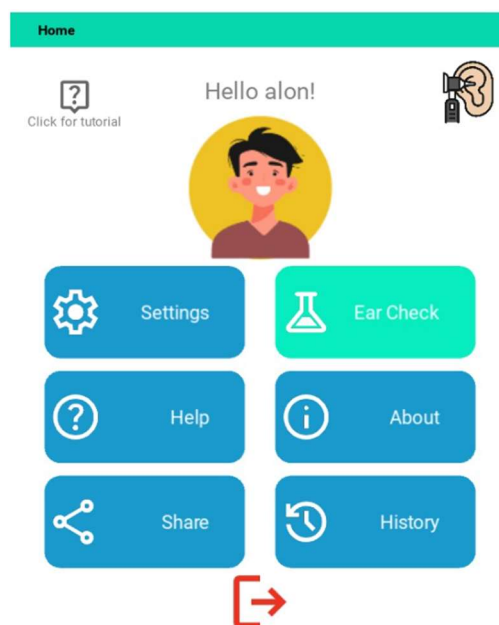 Home
Hello alon!
Click for tutorial
Settings
Ear Check
Help
About
Share
History